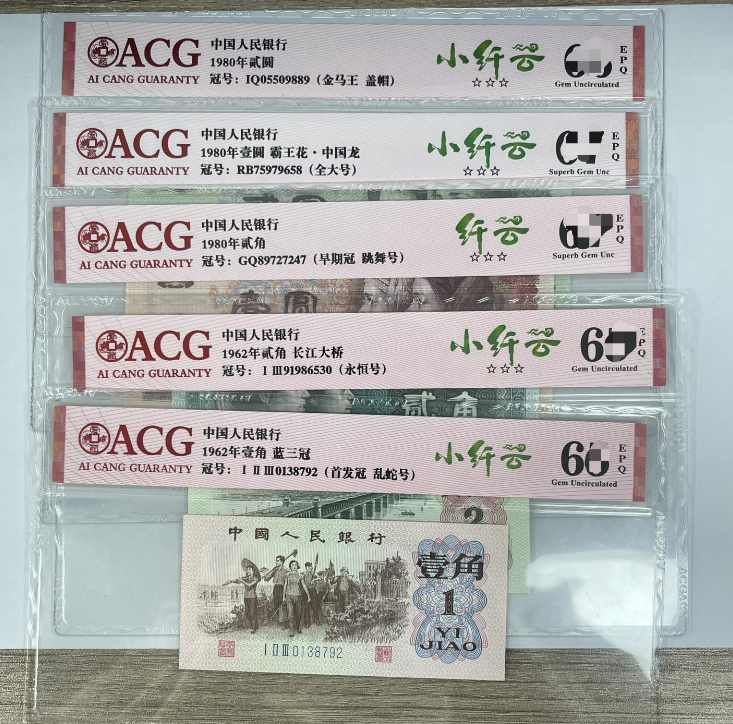 ACG
AI CANG GUARANTY
中国人民银行
1980年贰圆
冠号：IQ05509889（金马王 盖帽）
小纤云
☆☆☆
Gem Uncirculated
EPQ
ACG
AI CANG GUARANTY
中国人民银行
1980年壹圆 霸王花·中国龙
冠号：RB75979658（全大号）
小纤云
☆☆☆
Superb Gem Unc
EPQ
ACG
AI CANG GUARANTY
中国人民银行
1980年贰角
冠号：GQ89727247（早期冠 跳舞号）
纤云
☆☆☆
67
Superb Gem Unc
EPQ
壹圆
ACG
AI CANG GUARANTY
中国人民银行
1962年贰角 长江大桥
冠号：I III91986530（永恒号）
小纤云
☆☆☆
Gem Uncirculated
EPQ
贰角
ACG
AI CANG GUARANTY
中国人民银行
1962年壹角 蓝三冠
冠号：I II III0138792（首发冠 乱蛇号）
小纤云
Gem Uncirculated
EPQ
2
中國人民銀行
壹角
1
YI
JIAO
I II III 0138792